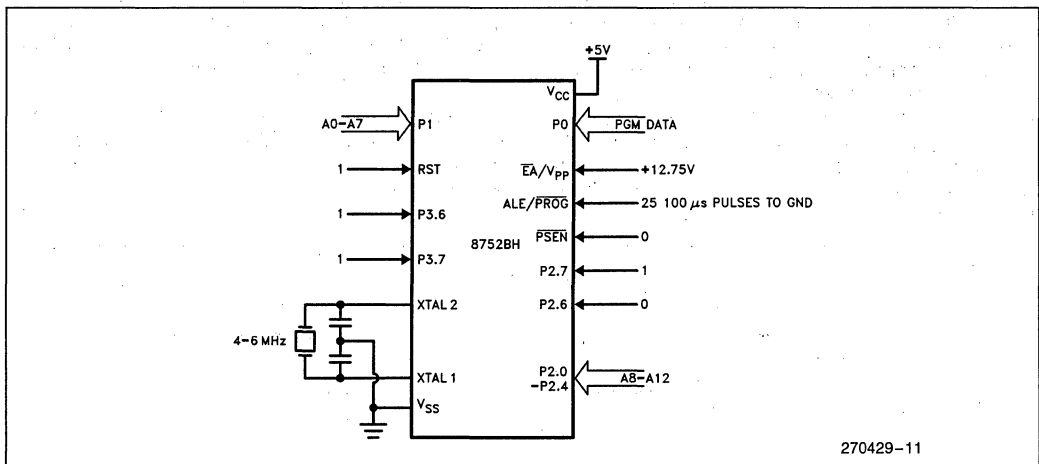 +5V
VCC
A0-A7
P1
P0
PGM DATA
1
RST
EA/VPP
+12.75V
ALE/PROG
25 100 μs PULSES TO GND
1
P3.6
PSEN
0
8752BH
1
P3.7
P2.7
1
XTAL 2
P2.6
0
4-6 MHz
XTAL 1
P2.0
-P2.4
A8-A12
VSS
270429-11